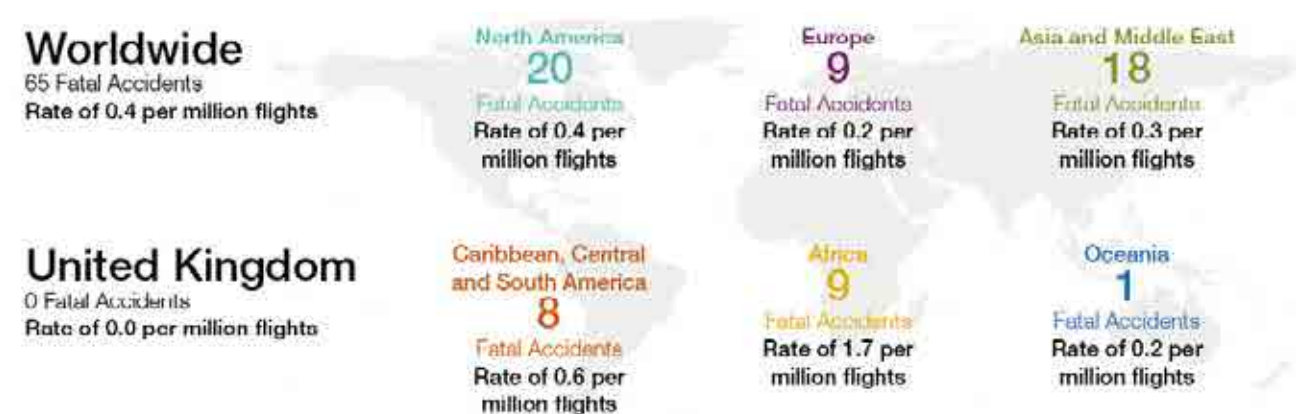 Worldwide
65 Fatal Accidents
Rate of 0.4 per million flights
North America
20
Fatal Accidents
Rate of 0.4 per
million flights
Europe
9
Fatal Accidents
Rate of 0.2 per
million flights
Asia and Middle East
18
Fatal Accidents
Rate of 0.3 per
million flights
United Kingdom
0 Fatal Accidents
Rate of 0.0 per million flights
Caribbean, Central
and South America
8
Fatal Accidents
Rate of 0.6 per
million flights
Africa
9
Fatal Accidents
Rate of 1.7 per
million flights
Oceania
1
Fatal Accidents
Rate of 0.2 per
million flights